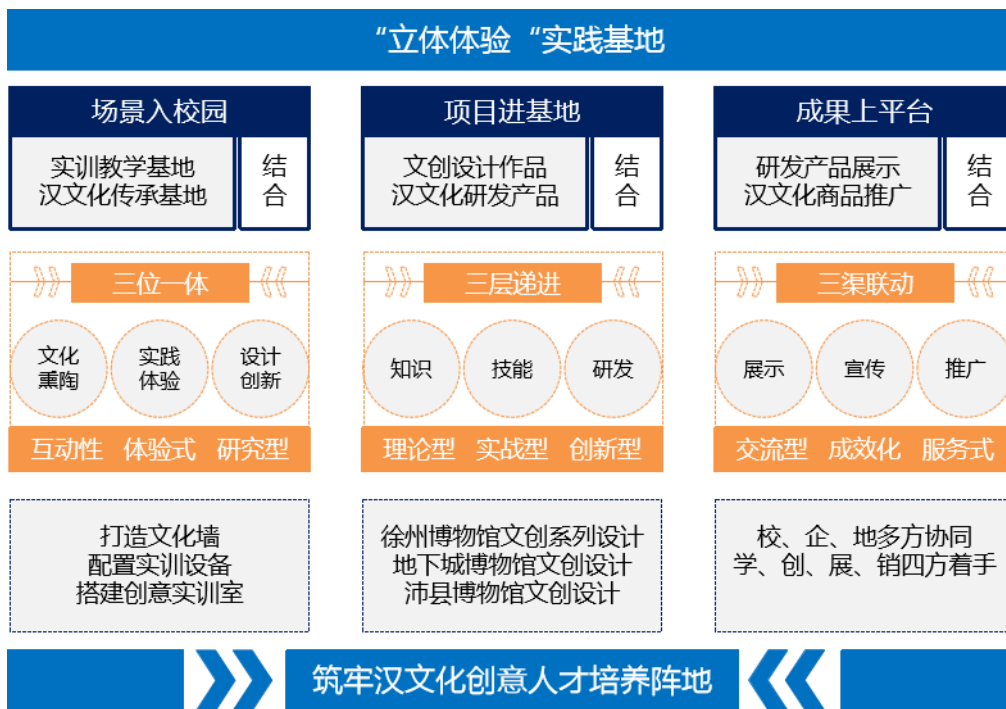 “立体体验 “实践基地
场景入校园
实训教学基地
汉文化传承基地
结
合
三位一体
文化
熏陶
实践
体验
设计
创新
互动性 体验式 研究型
打造文化墙
配置实训设备
搭建创意实训室
项目进基地
文创设计作品
汉文化研发产品
结
合
三层递进
知识
技能
研发
理论型 实战型 创新型
徐州博物馆文创系列设计
地下城博物馆文创设计
沛县博物馆文创设计
成果上平台
研发产品展示
汉文化商品推广
结
合
三渠联动
展示
宣传
推广
交流型 成效化 服务式
校、企、地多方协同
学、创、展、销四方着手
筑牢汉文化创意人才培养阵地